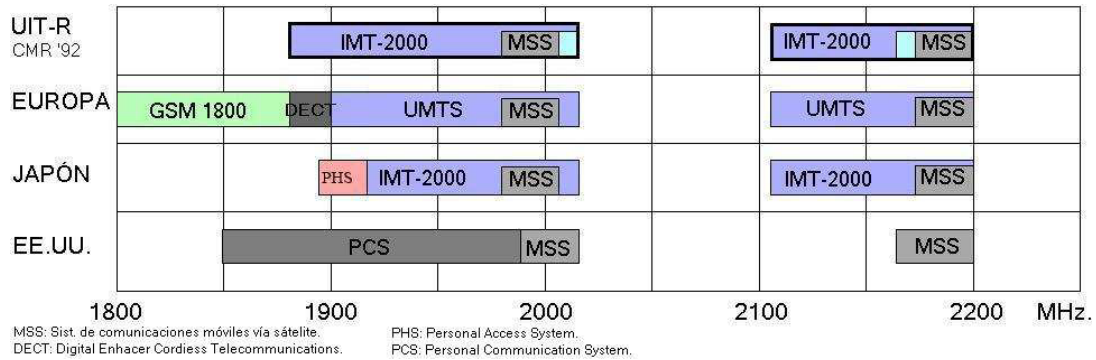 UIT-R
CMR '92
IMT-2000 MSS IMT-2000 MSS
EUROPA GSM 1800 DECT UMTS MSS UMTS MSS
JAPÓN PHS IMT-2000 MSS IMT-2000 MSS
EE.UU. PCS MSS MSS
1800 1900 2000 2100 2200 MHz.
MSS: Sist. de comunicaciones móviles vía sátelite. PHS: Personal Access System.
DECT: Digital Enhacer Cordiess Telecommunications. PCS: Personal Communication System.